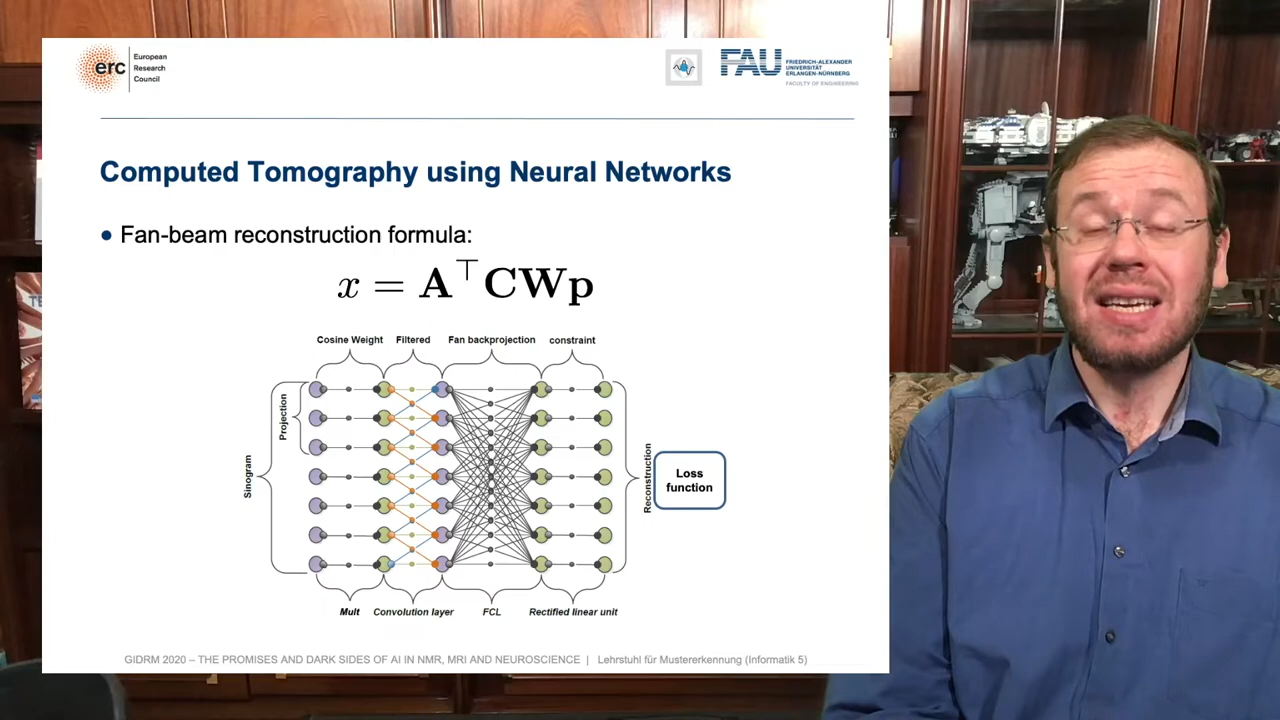 erc
European
Research
Council
FAU
FRIEDRICH-ALEXANDER
UNIVERSITÄT
ERLANGEN-NÜRNBERG
FACULTY OF ENGINEERING
Computed Tomography using Neural Networks
• Fan-beam reconstruction formula:
x = A⊤CWp
Cosine Weight Filtered Fan backprojection constraint
Projection
Sinogram
Reconstruction
Loss
function
Mult Convolution layer FCL Rectified linear unit
GIDRM 2020 – THE PROMISES AND DARK SIDES OF AI IN NMR, MRI AND NEUROSCIENCE | Lehrstuhl für Mustererkennung (Informatik 5)